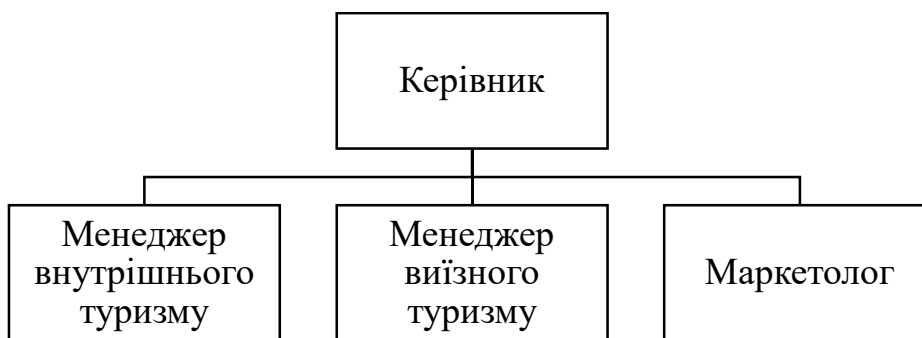 Керівник
Менеджер
внутрішнього
туризму
Менеджер
виїзного
туризму
Маркетолог